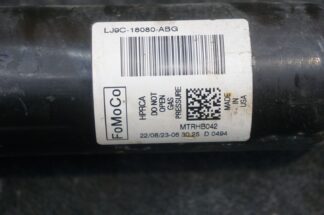 LJ9C-18080-ABG
FoMoCo
HPRCA
DO NOT
OPEN
GAS
PRESSURE
MADE
IN USA
MTRHB042
22/08/23-06 30 25 D 0494